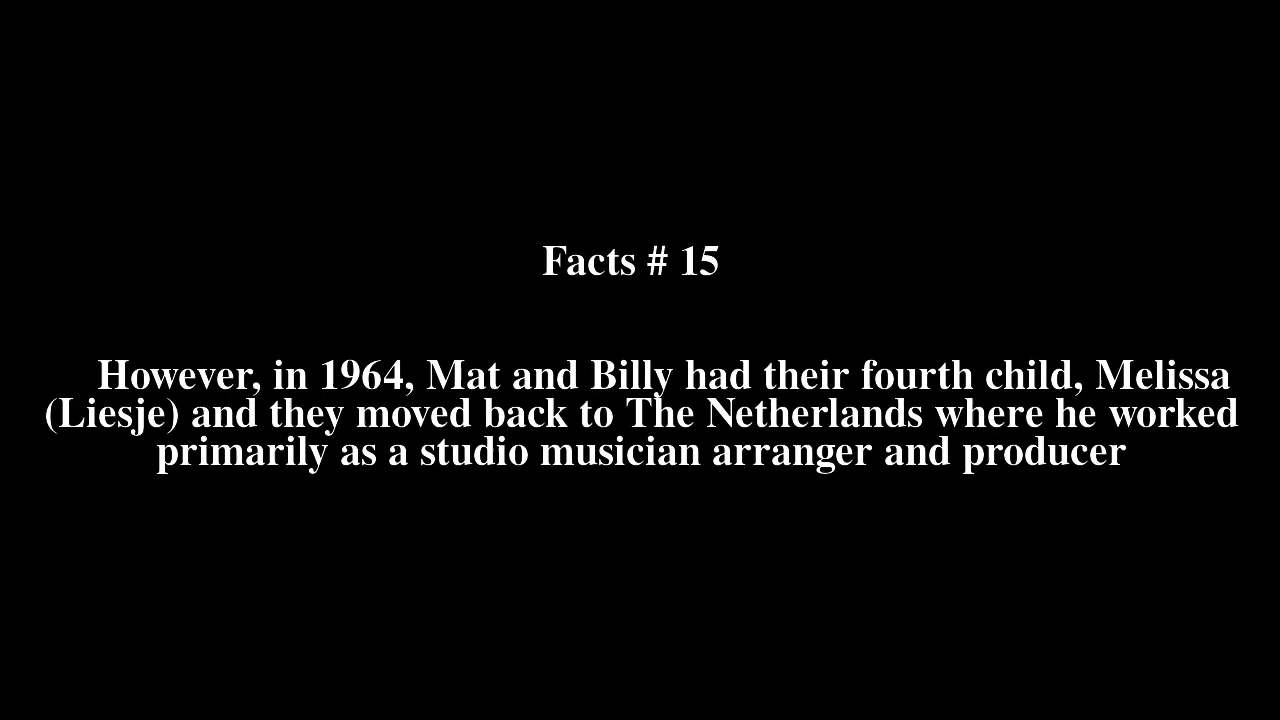 Facts # 15
However, in 1964, Mat and Billy had their fourth child, Melissa
(Liesje) and they moved back to The Netherlands where he worked
primarily as a studio musician arranger and producer